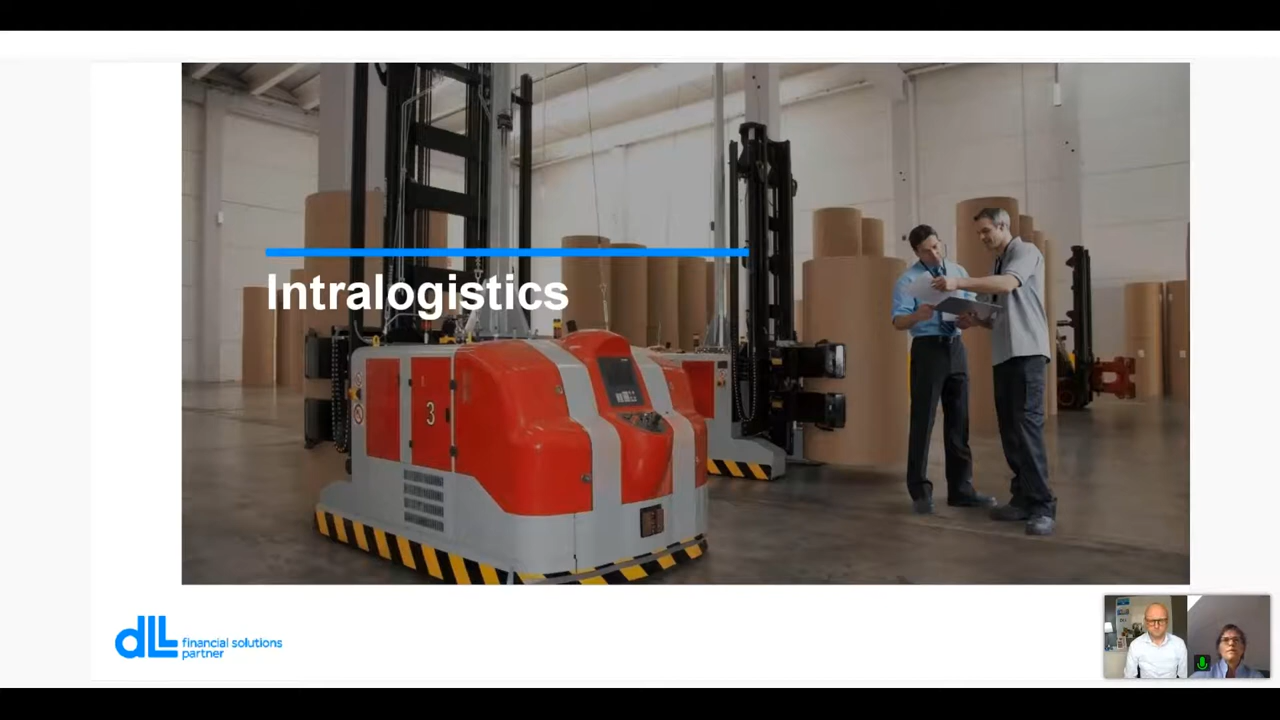 Intralogistics
3
dLL financial solutions
partner